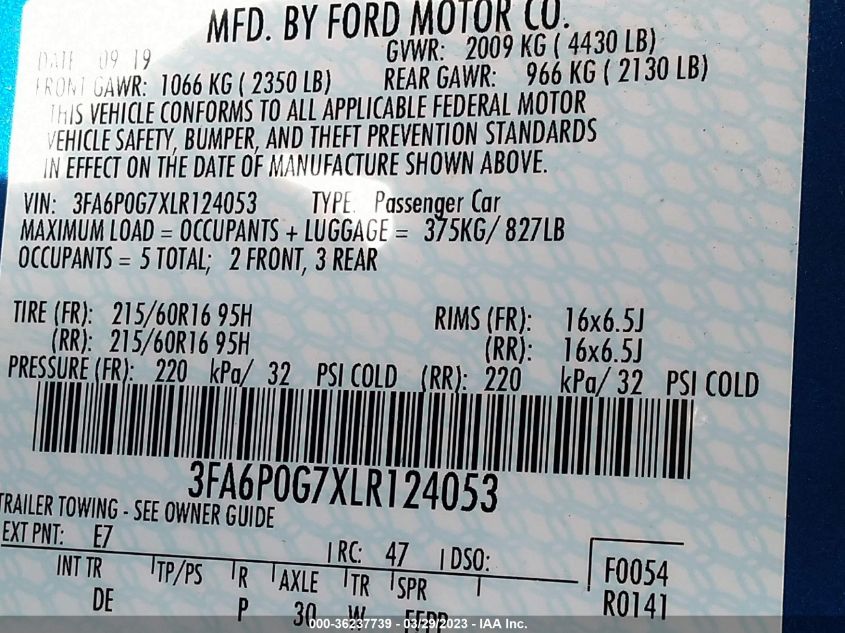 MFD. BY FORD MOTOR CO.
DATE 09 19 GVWR: 2009 KG ( 4430 LB)
FRONT GAWR: 1066 KG ( 2350 LB) REAR GAWR: 966 KG ( 2130 LB)
THIS VEHICLE CONFORMS TO ALL APPLICABLE FEDERAL MOTOR
VEHICLE SAFETY, BUMPER, AND THEFT PREVENTION STANDARDS
IN EFFECT ON THE DATE OF MANUFACTURE SHOWN ABOVE.
VIN: 3FA6P0G7XLR124053 TYPE: Passenger Car
MAXIMUM LOAD = OCCUPANTS + LUGGAGE = 375KG/ 827LB
OCCUPANTS = 5 TOTAL; 2 FRONT, 3 REAR
TIRE (FR): 215/60R16 95H RIMS (FR): 16x6.5J
(RR): 215/60R16 95H (RR): 16x6.5J
PRESSURE (FR): 220 kPa/ 32 PSI COLD (RR): 220 kPa/ 32 PSI COLD
3FA6P0G7XLR124053
TRAILER TOWING - SEE OWNER GUIDE
EXT PNT: E7 RC: 47 DSO: F0054
INT TR TP/PS R AXLE TR SPR R0141
DE P 30 W
000-36237739 - 03/29/2023 - IAA Inc.